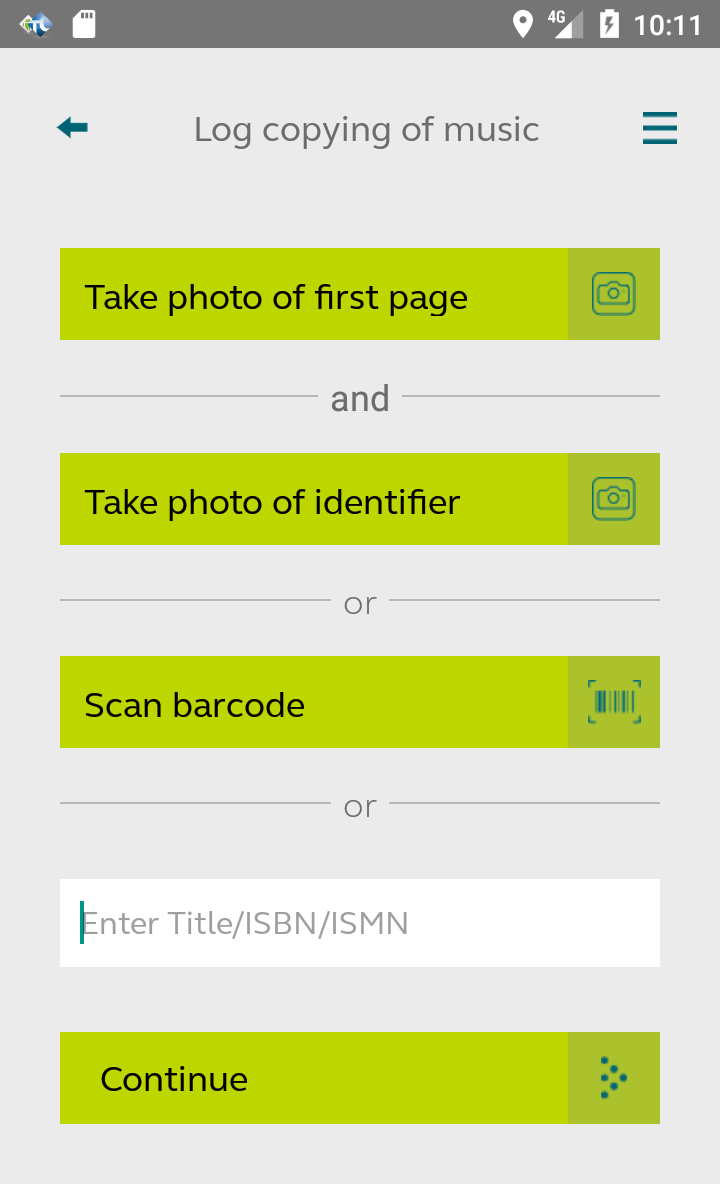 4G 10:11
Log copying of music
Take photo of first page
and
Take photo of identifier
or
Scan barcode
or
Enter Title/ISBN/ISMN
Continue